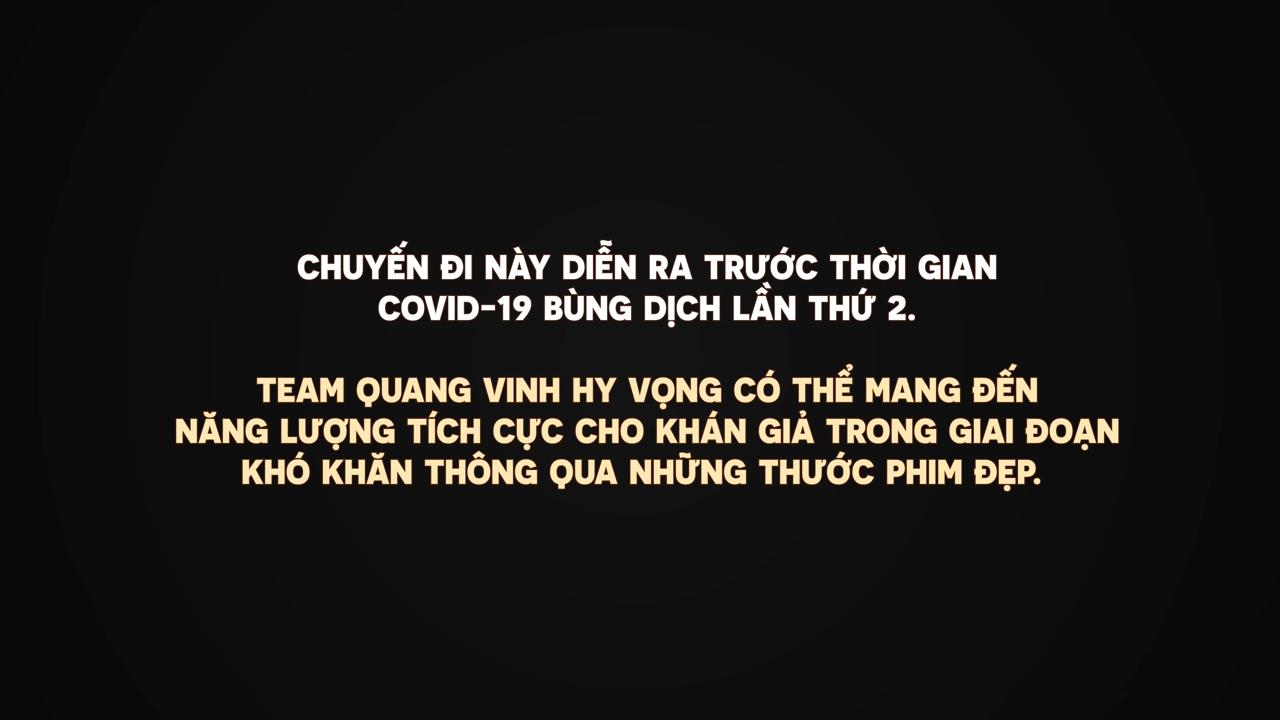 CHUYẾN ĐI NÀY DIỄN RA TRƯỚC THỜI GIAN
COVID-19 BÙNG DỊCH LẦN THỨ 2.
TEAM QUANG VINH HY VỌNG CÓ THỂ MANG ĐẾN
NĂNG LƯỢNG TÍCH CỰC CHO KHÁN GIẢ TRONG GIAI ĐOẠN
KHÓ KHĂN THÔNG QUA NHỮNG THƯỚC PHIM ĐẸP.